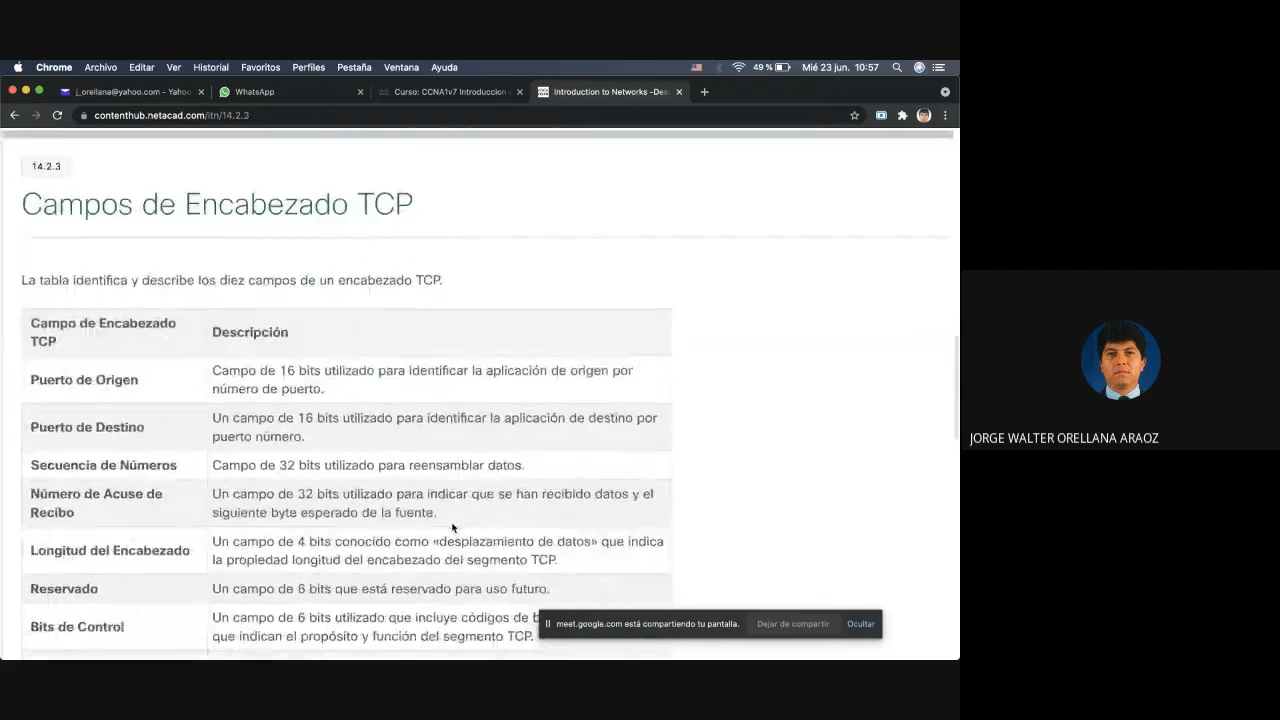 Chrome Archivo Editar Ver Historial Favoritos Perfiles Pestaña Ventana Ayuda 49 % Mié 23 jun. 10:57
j_orellana@yahoo.com - Yahoo WhatsApp Curso: CCNA1v7 Introduccion Introduction to Networks -Des
contenthub.netacad.com/itn/14.2.3
14.2.3
Campos de Encabezado TCP
La tabla identifica y describe los diez campos de un encabezado TCP.
Campo de Encabezado
TCP
Descripción
Puerto de Origen
Campo de 16 bits utilizado para identificar la aplicación de origen por
número de puerto.
Puerto de Destino
Un campo de 16 bits utilizado para identificar la aplicación de destino por
puerto número.
Secuencia de Números
Campo de 32 bits utilizado para reensamblar datos.
Número de Acuse de
Recibo
Un campo de 32 bits utilizado para indicar que se han recibido datos y el
siguiente byte esperado de la fuente.
Longitud del Encabezado
Un campo de 4 bits conocido como «desplazamiento de datos» que indica
la propiedad longitud del encabezado del segmento TCP.
Reservado
Un campo de 6 bits que está reservado para uso futuro.
Bits de Control
Un campo de 6 bits utilizado que incluye códigos de b
que indican el propósito y función del segmento TCP.
meet.google.com está compartiendo tu pantalla. Dejar de compartir Ocultar
JORGE WALTER ORELLANA ARAOZ